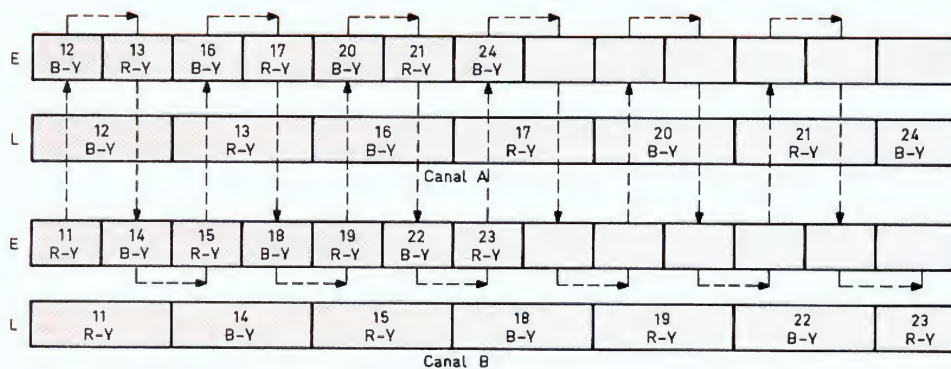 E
12 13 16 17 20 21 24
B-Y R-Y B-Y R-Y B-Y R-Y B-Y
L
12 13 16 17 20 21 24
B-Y R-Y B-Y R-Y B-Y R-Y B-Y
Canal A
E
11 14 15 18 19 22 23
R-Y B-Y R-Y B-Y R-Y B-Y R-Y
L
11 14 15 18 19 22 23
R-Y B-Y R-Y B-Y R-Y B-Y R-Y
Canal B